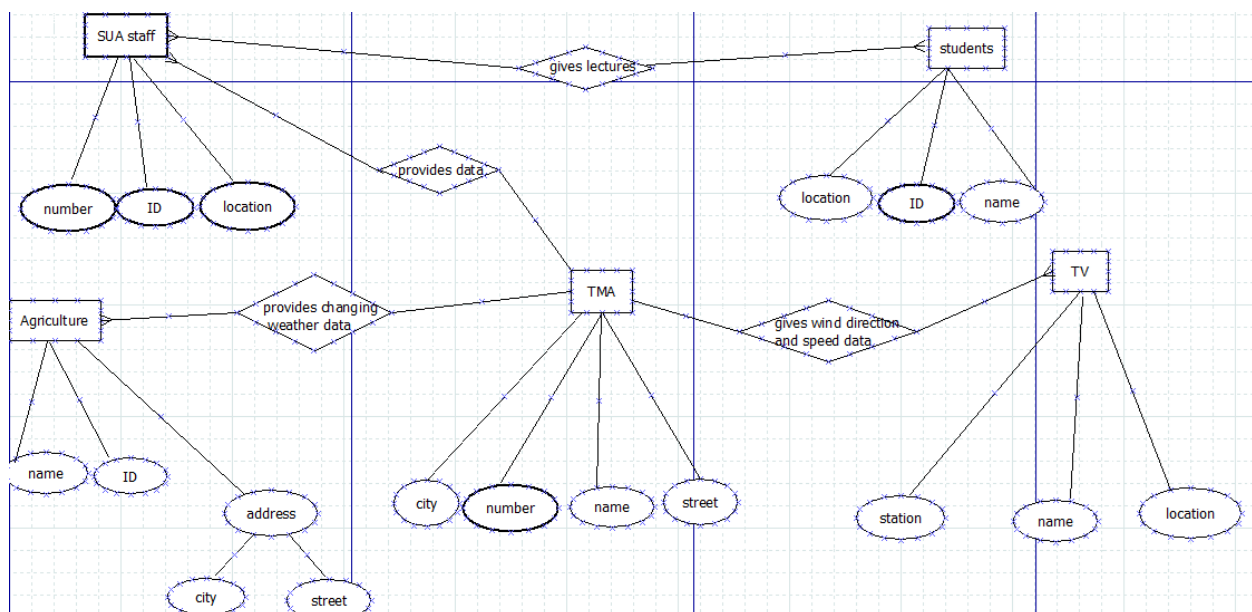 SUA staff
students
gives lectures
provides data
location
ID
name
number
ID
location
TMA
TV
provides changing
weather data
gives wind direction
and speed data
Agriculture
name
ID
address
city
street
city
number
name
street
station
name
location